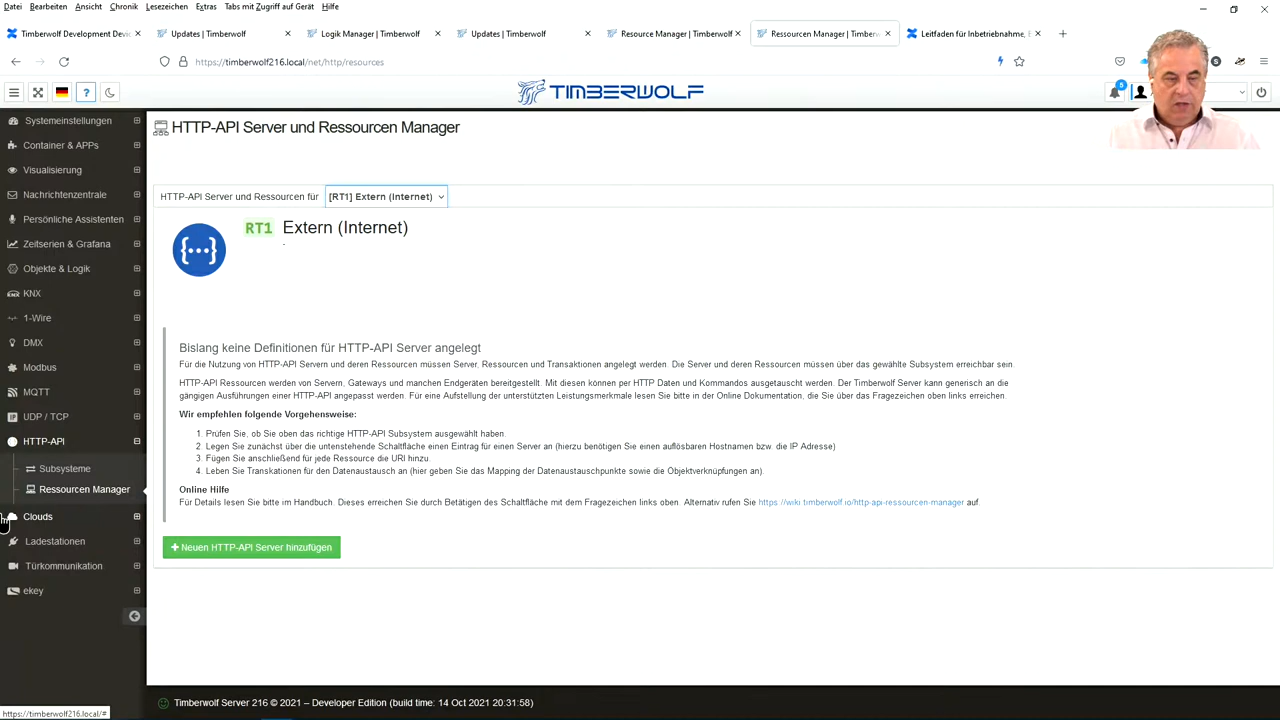 Datei Bearbeiten Ansicht Chronik Lesezeichen Extras Tabs mit Zugriff auf Gerät Hilfe
Timberwolf Development Devi Updates | Timberwolf Logik Manager | Timberwolf Updates | Timberwolf Resource Manager | Timberwolf Ressourcen Manager | Timberw Leitfaden für Inbetriebnahme, E
https://timberwolf216.local/net/http/resources
TIMBERWOLF
5
Systemeinstellungen
Container & APPs
Visualisierung
Nachrichtenzentrale
Persönliche Assistenten
Zeitserien & Grafana
Objekte & Logik
KNX
1-Wire
DMX
Modbus
MQTT
UDP / TCP
HTTP-API
Subsysteme
Ressourcen Manager
Clouds
Ladestationen
Türkommunikation
ekey
HTTP-API Server und Ressourcen Manager
HTTP-API Server und Ressourcen für [RT1] Extern (Internet)
{...}
RT1 Extern (Internet)
Bislang keine Definitionen für HTTP-API Server angelegt
Für die Nutzung von HTTP-API Servern und deren Ressourcen müssen Server, Ressourcen und Transaktionen angelegt werden. Die Server und deren Ressourcen müssen über das gewählte Subsystem erreichbar sein
HTTP-API Ressourcen werden von Servern, Gateways und manchen Endgeräten bereitgestellt. Mit diesen können per HTTP Daten und Kommandos ausgetauscht werden. Der Timberwolf Server kann generisch an die
gängigen Ausführungen einer HTTP-API angepasst werden. Für eine Aufstellung der unterstützten Leistungsmerkmale lesen Sie bitte in der Online Dokumentation, die Sie über das Fragezeichen oben links erreichen.
Wir empfehlen folgende Vorgehensweise:
1. Prüfen Sie, ob Sie oben das richtige HTTP-API Subsystem ausgewählt haben.
2. Legen Sie zunächst über die untenstehende Schaltfläche einen Eintrag für einen Server an (hierzu benötigen Sie einen auflösbaren Hostnamen bzw. die IP Adresse)
3. Fügen Sie anschließend für jede Ressource die URI hinzu.
4. Leben Sie Transkationen für den Datenaustausch an (hier geben Sie das Mapping der Datenaustauschpunkte sowie die Objektverknüpfungen an).
Online Hilfe
Für Details lesen Sie bitte im Handbuch. Dieses erreichen Sie durch Betätigen des Schaltfläche mit dem Fragezeichen links oben. Alternativ rufen Sie https://wiki.timberwolf.io/http-api-ressourcen-manager auf.
+ Neuen HTTP-API Server hinzufügen
Timberwolf Server 216 © 2021 – Developer Edition (build time: 14 Oct 2021 20:31:58)
https://timberwolf216.local/#